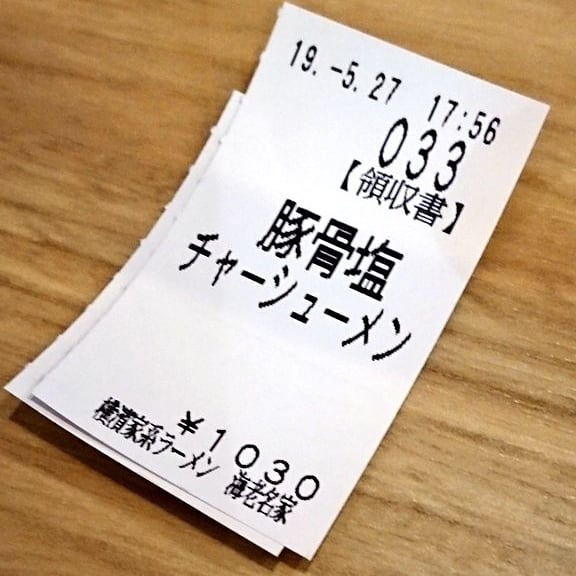 19.-5.27 17:56
033
【領収書】
豚骨塩
チャーシューメン
¥1030
横濱家系ラーメン 海老名家